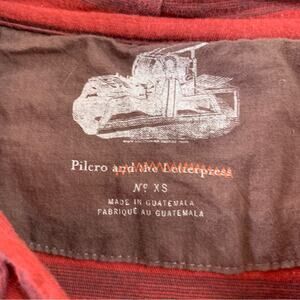 Pilcro and the Letterpress
Nº XS
MADE IN GUATEMALA
FABRIQUÉ AU GUATEMALA